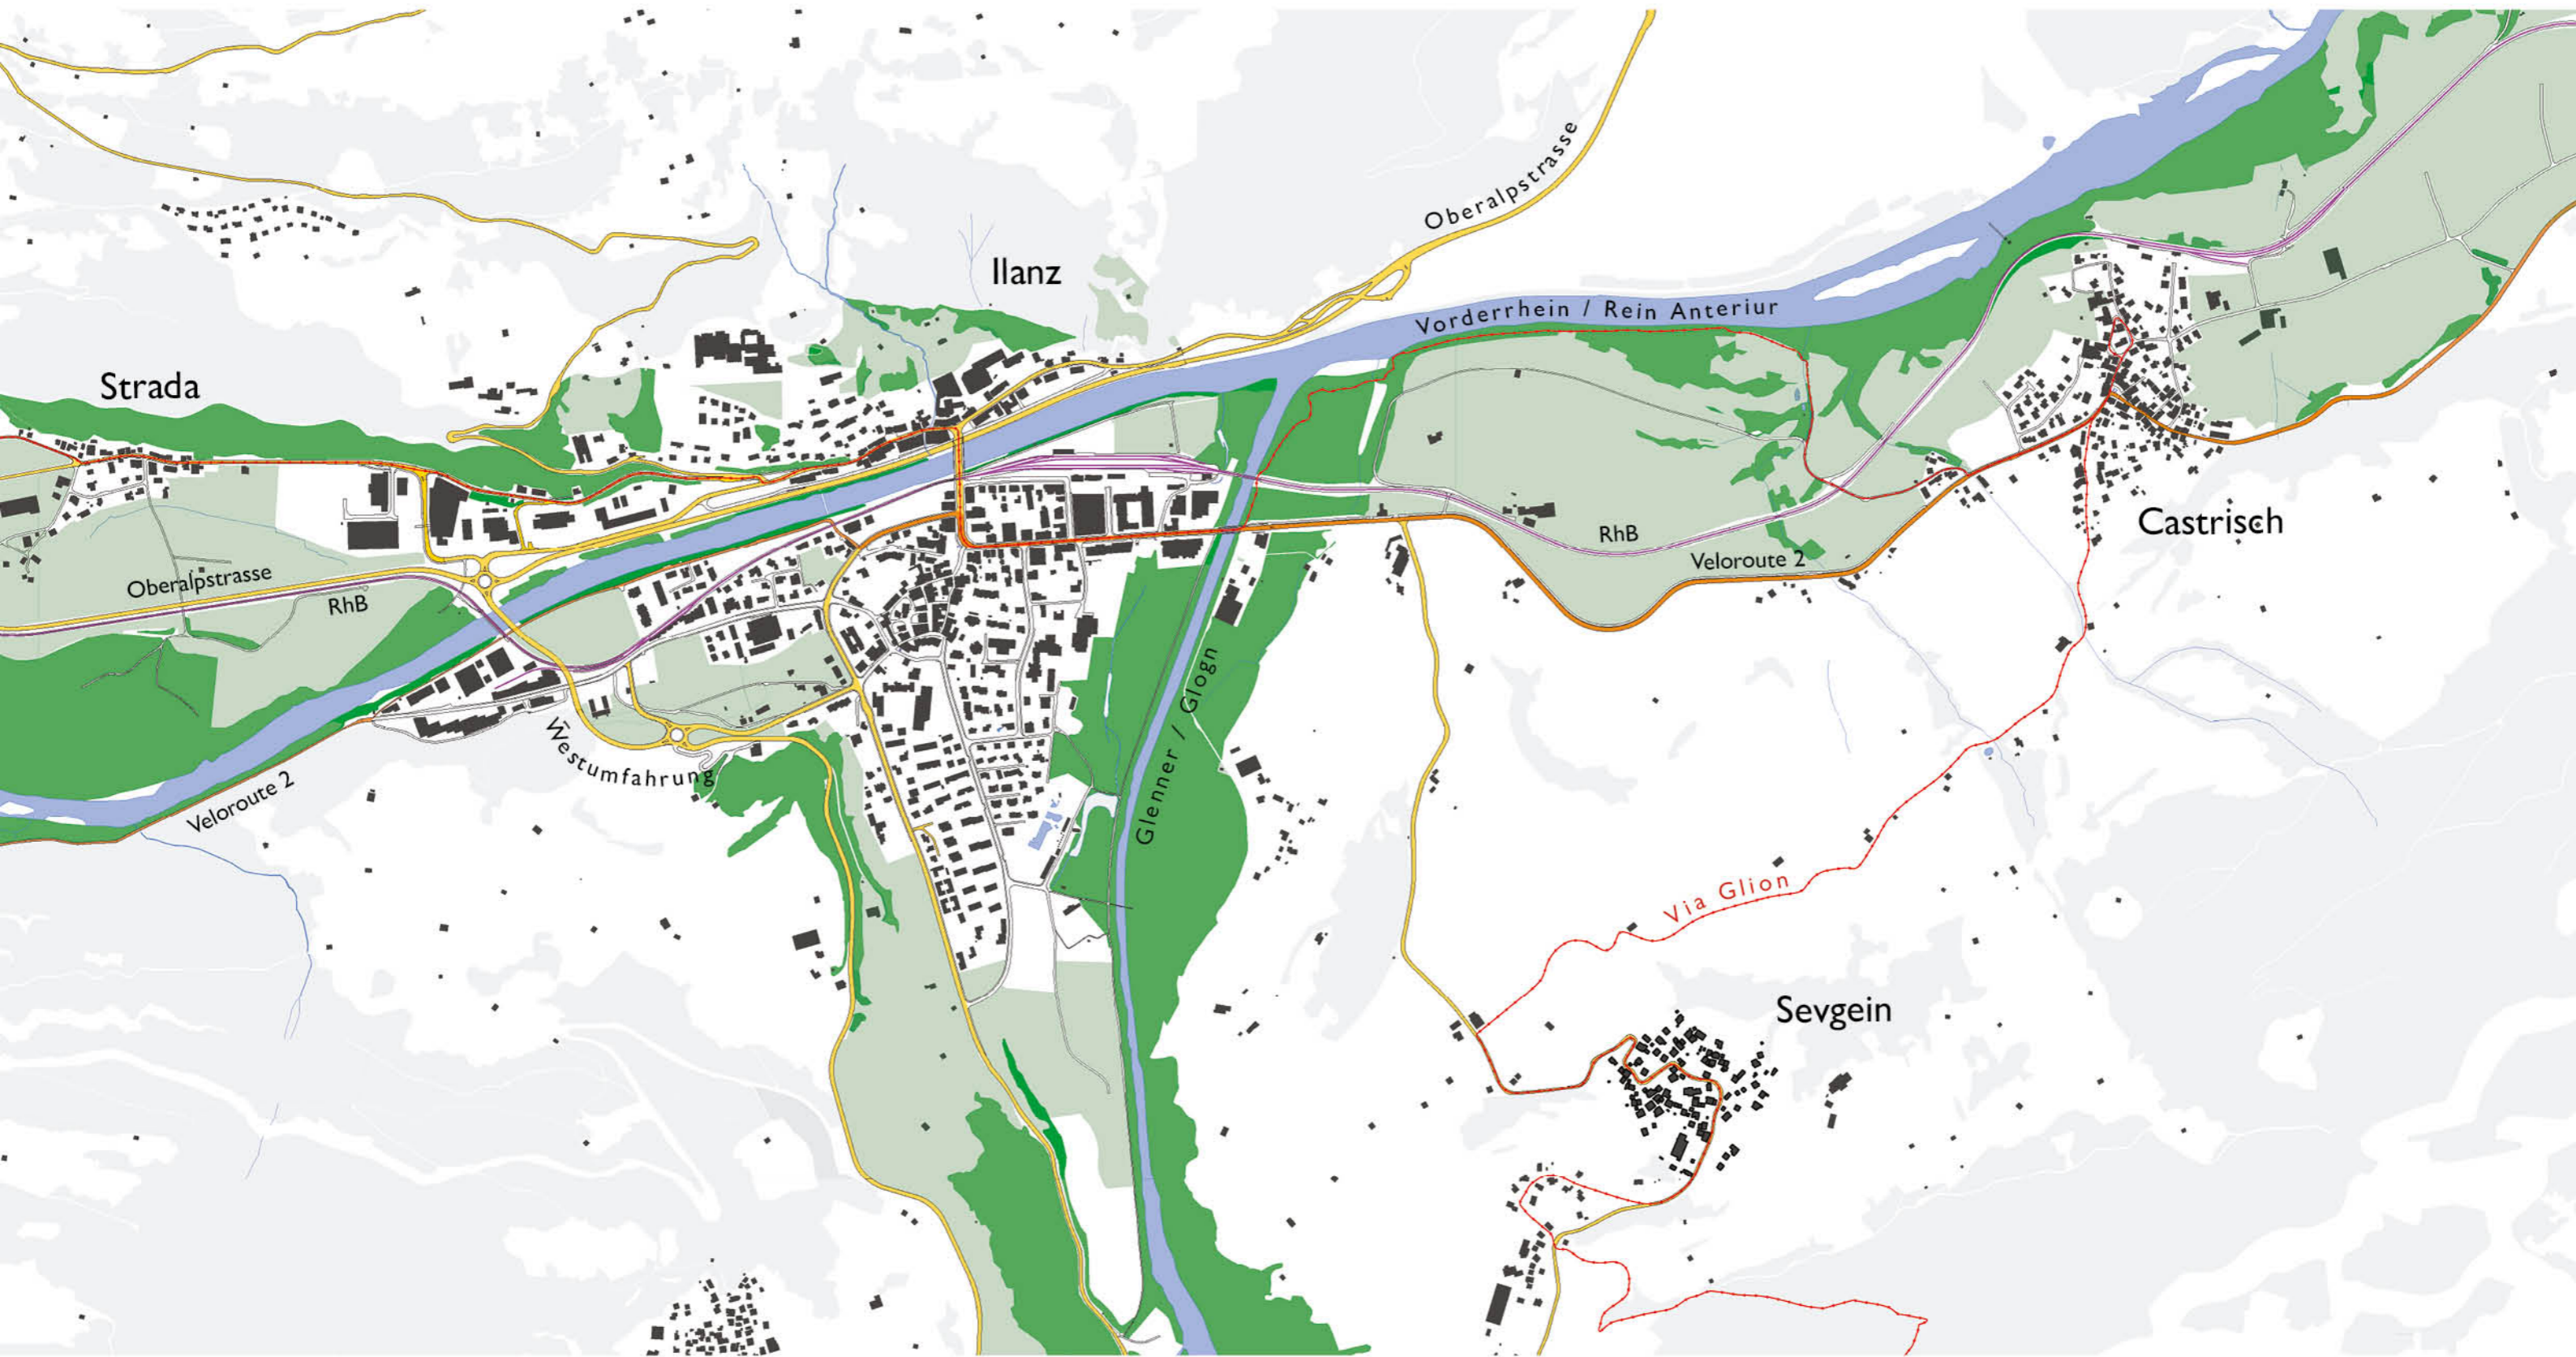 Oberalpstrasse
Ilanz
Vorderrhein / Rein Anteriur
Strada
Castrisch
RhB
Veloroute 2
Oberalpstrasse
RhB
Glenner / Glogn
Westumfahrung
Veloroute 2
Via Glion
Sevgein